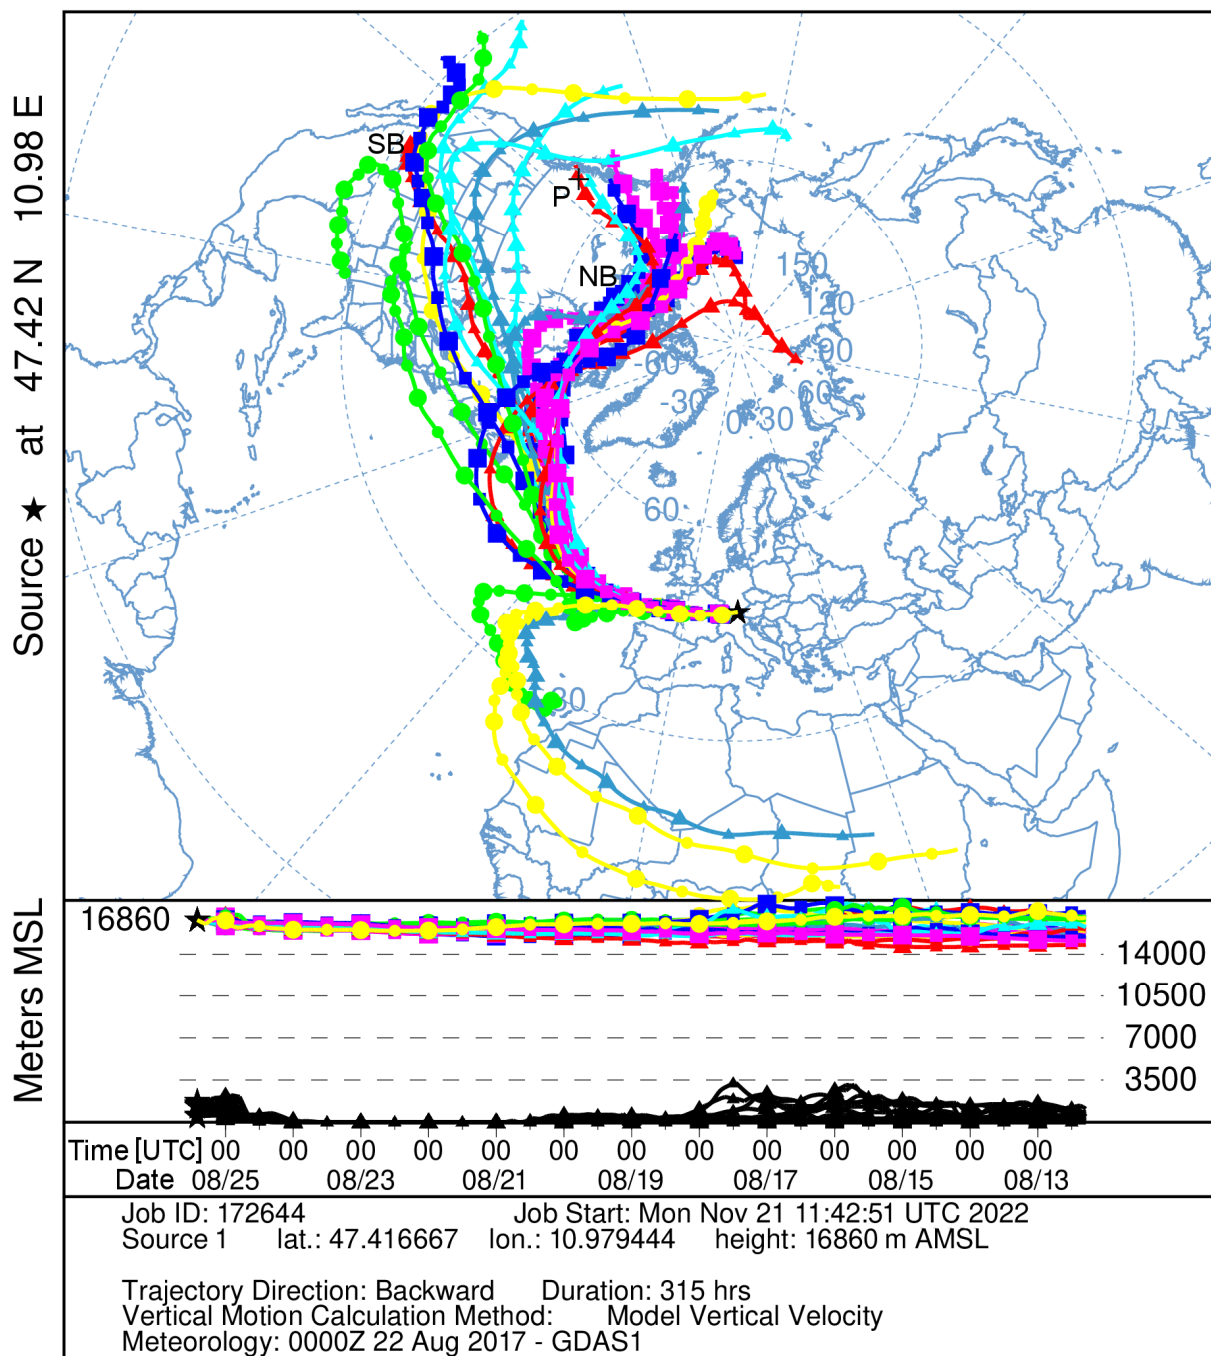 Source ★ at 47.42 N 10.98 E
SB
P
NB
150
120
90
60
30
0
-30
-60
60
30
Meters MSL
16860
14000
10500
7000
3500
Time [UTC] 00 00 00 00 00 00 00 00 00 00 00 00 00
Date 08/25 08/23 08/21 08/19 08/17 08/15 08/13
Job ID: 172644 Job Start: Mon Nov 21 11:42:51 UTC 2022
Source 1 lat.: 47.416667 lon.: 10.979444 height: 16860 m AMSL
Trajectory Direction: Backward Duration: 315 hrs
Vertical Motion Calculation Method: Model Vertical Velocity
Meteorology: 0000Z 22 Aug 2017 - GDAS1